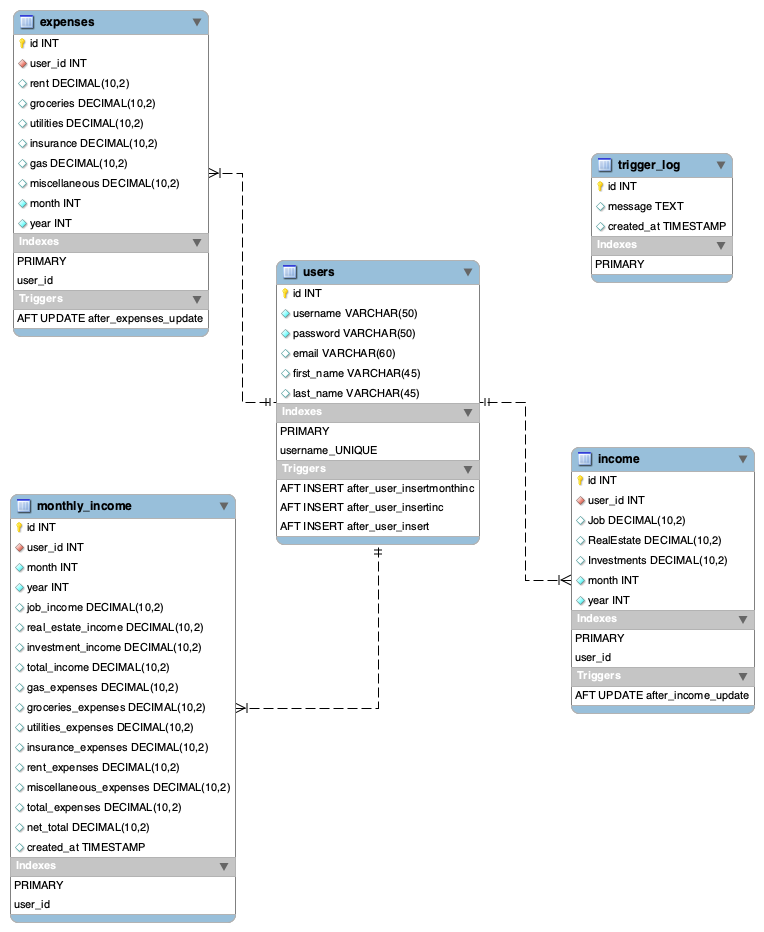 expenses
id INT
user_id INT
rent DECIMAL(10,2)
groceries DECIMAL(10,2)
utilities DECIMAL(10,2)
insurance DECIMAL(10,2)
gas DECIMAL(10,2)
miscellaneous DECIMAL(10,2)
month INT
year INT
Indexes
PRIMARY
user_id
Triggers
AFT UPDATE after_expenses_update
trigger_log
id INT
message TEXT
created_at TIMESTAMP
Indexes
PRIMARY
users
id INT
username VARCHAR(50)
password VARCHAR(50)
email VARCHAR(60)
first_name VARCHAR(45)
last_name VARCHAR(45)
Indexes
PRIMARY
username_UNIQUE
Triggers
AFT INSERT after_user_insertmonthinc
AFT INSERT after_user_insertinc
AFT INSERT after_user_insert
income
id INT
user_id INT
Job DECIMAL(10,2)
RealEstate DECIMAL(10,2)
Investments DECIMAL(10,2)
month INT
year INT
Indexes
PRIMARY
user_id
Triggers
AFT UPDATE after_income_update
monthly_income
id INT
user_id INT
month INT
year INT
job_income DECIMAL(10,2)
real_estate_income DECIMAL(10,2)
investment_income DECIMAL(10,2)
total_income DECIMAL(10,2)
gas_expenses DECIMAL(10,2)
groceries_expenses DECIMAL(10,2)
utilities_expenses DECIMAL(10,2)
insurance_expenses DECIMAL(10,2)
rent_expenses DECIMAL(10,2)
miscellaneous_expenses DECIMAL(10,2)
total_expenses DECIMAL(10,2)
net_total DECIMAL(10,2)
created_at TIMESTAMP
Indexes
PRIMARY
user_id